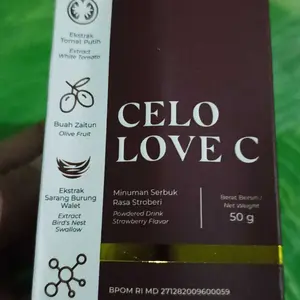 Ekstrak
Tomat Putih
Extract
White Tomato
Buah Zaitun
Olive Fruit
Ekstrak
Sarang Burung
Walet
Extract
Bird's Nest
Swallow
CELO
LOVE C
Minuman Serbuk
Rasa Stroberi
Powdered Drink
Strawberry Flavor
Berat Bersih /
Net Weight
50 g
BPOM RI MD 271282009600059